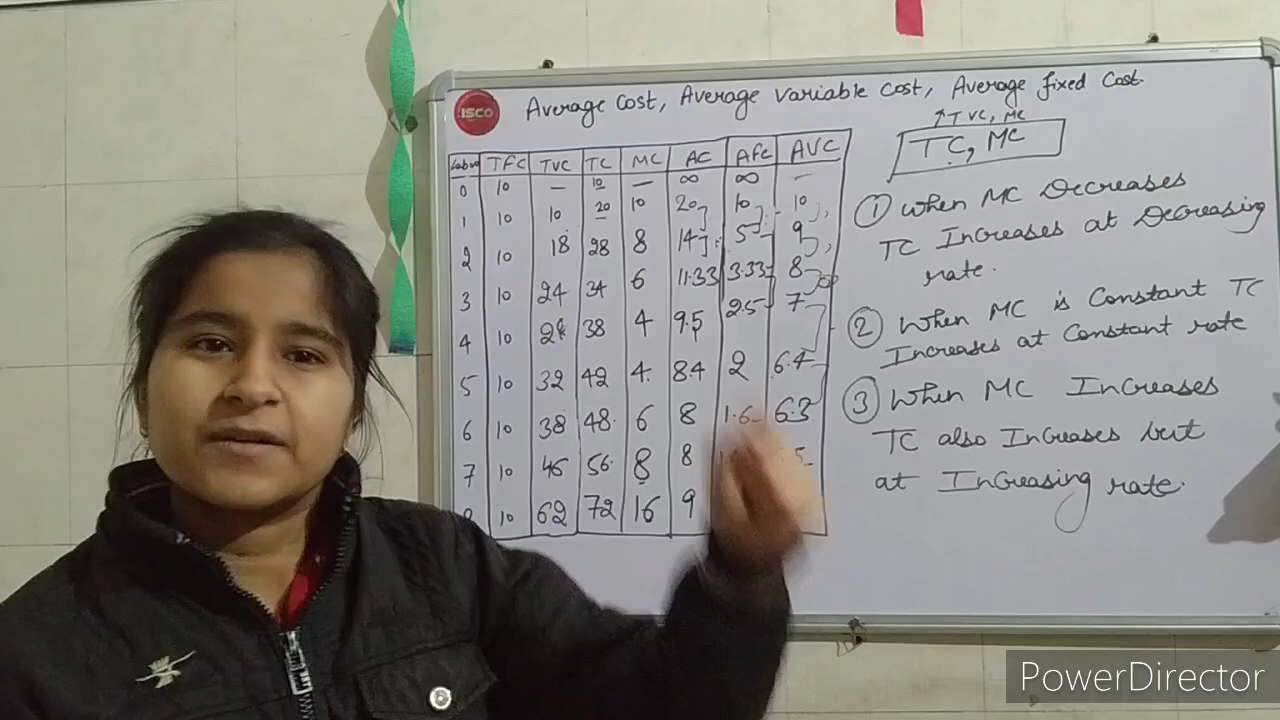 ISCO
Average Cost, Average Variable Cost, Average fixed Cost.
↑TVC, MC
TC, MC
Labour TFC TVC TC MC AC AFC AVC
0 10 — 10 — ∞ ∞ —
1 10 10 20 10 20 10 10
2 10 18 28 8 14 5 9
3 10 24 34 6 11.33 3.33 8
4 10 28 38 4 9.5 2.5 7
5 10 32 42 4. 8.4 2 6.4
6 10 38 48. 6 8 1.6 6.3
7 10 46 56. 8 8
8 10 62 72 16 9
① When MC Decreases
TC Increases at Decreasing
rate.
② When MC is Constant TC
Increases at Constant rate
③ When MC Increases
TC also Increases but
at Increasing rate.
PowerDirector